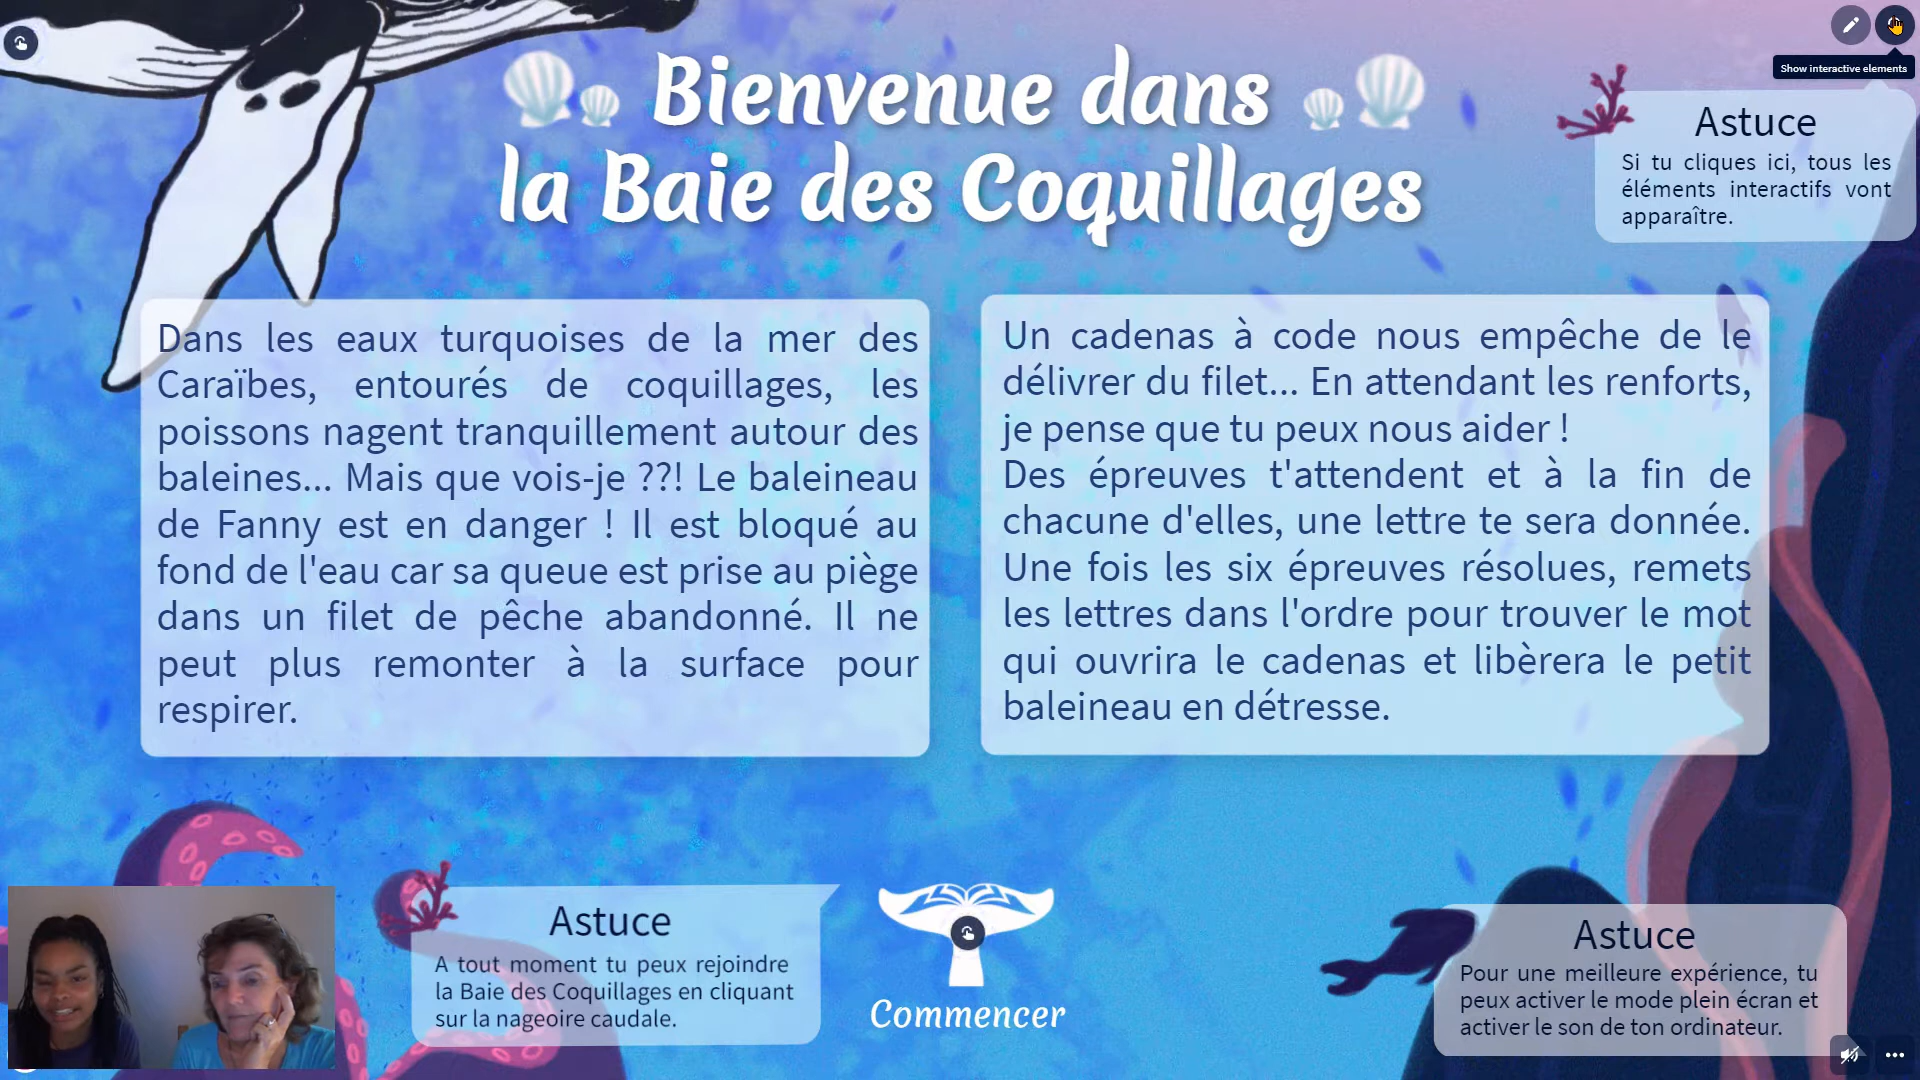 Bienvenue dans
la Baie des Coquillages
Show interactive elements
Astuce
Si tu cliques ici, tous les
éléments interactifs vont
apparaître.
Dans les eaux turquoises de la mer des
Caraïbes, entourés de coquillages, les
poissons nagent tranquillement autour des
baleines... Mais que vois-je ??! Le baleineau
de Fanny est en danger ! Il est bloqué au
fond de l'eau car sa queue est prise au piège
dans un filet de pêche abandonné. Il ne
peut plus remonter à la surface pour
respirer.
Un cadenas à code nous empêche de le
délivrer du filet... En attendant les renforts,
je pense que tu peux nous aider !
Des épreuves t'attendent et à la fin de
chacune d'elles, une lettre te sera donnée.
Une fois les six épreuves résolues, remets
les lettres dans l'ordre pour trouver le mot
qui ouvrira le cadenas et libèrera le petit
baleineau en détresse.
Astuce
A tout moment tu peux rejoindre
la Baie des Coquillages en cliquant
sur la nageoire caudale.
Commencer
Astuce
Pour une meilleure expérience, tu
peux activer le mode plein écran et
activer le son de ton ordinateur.